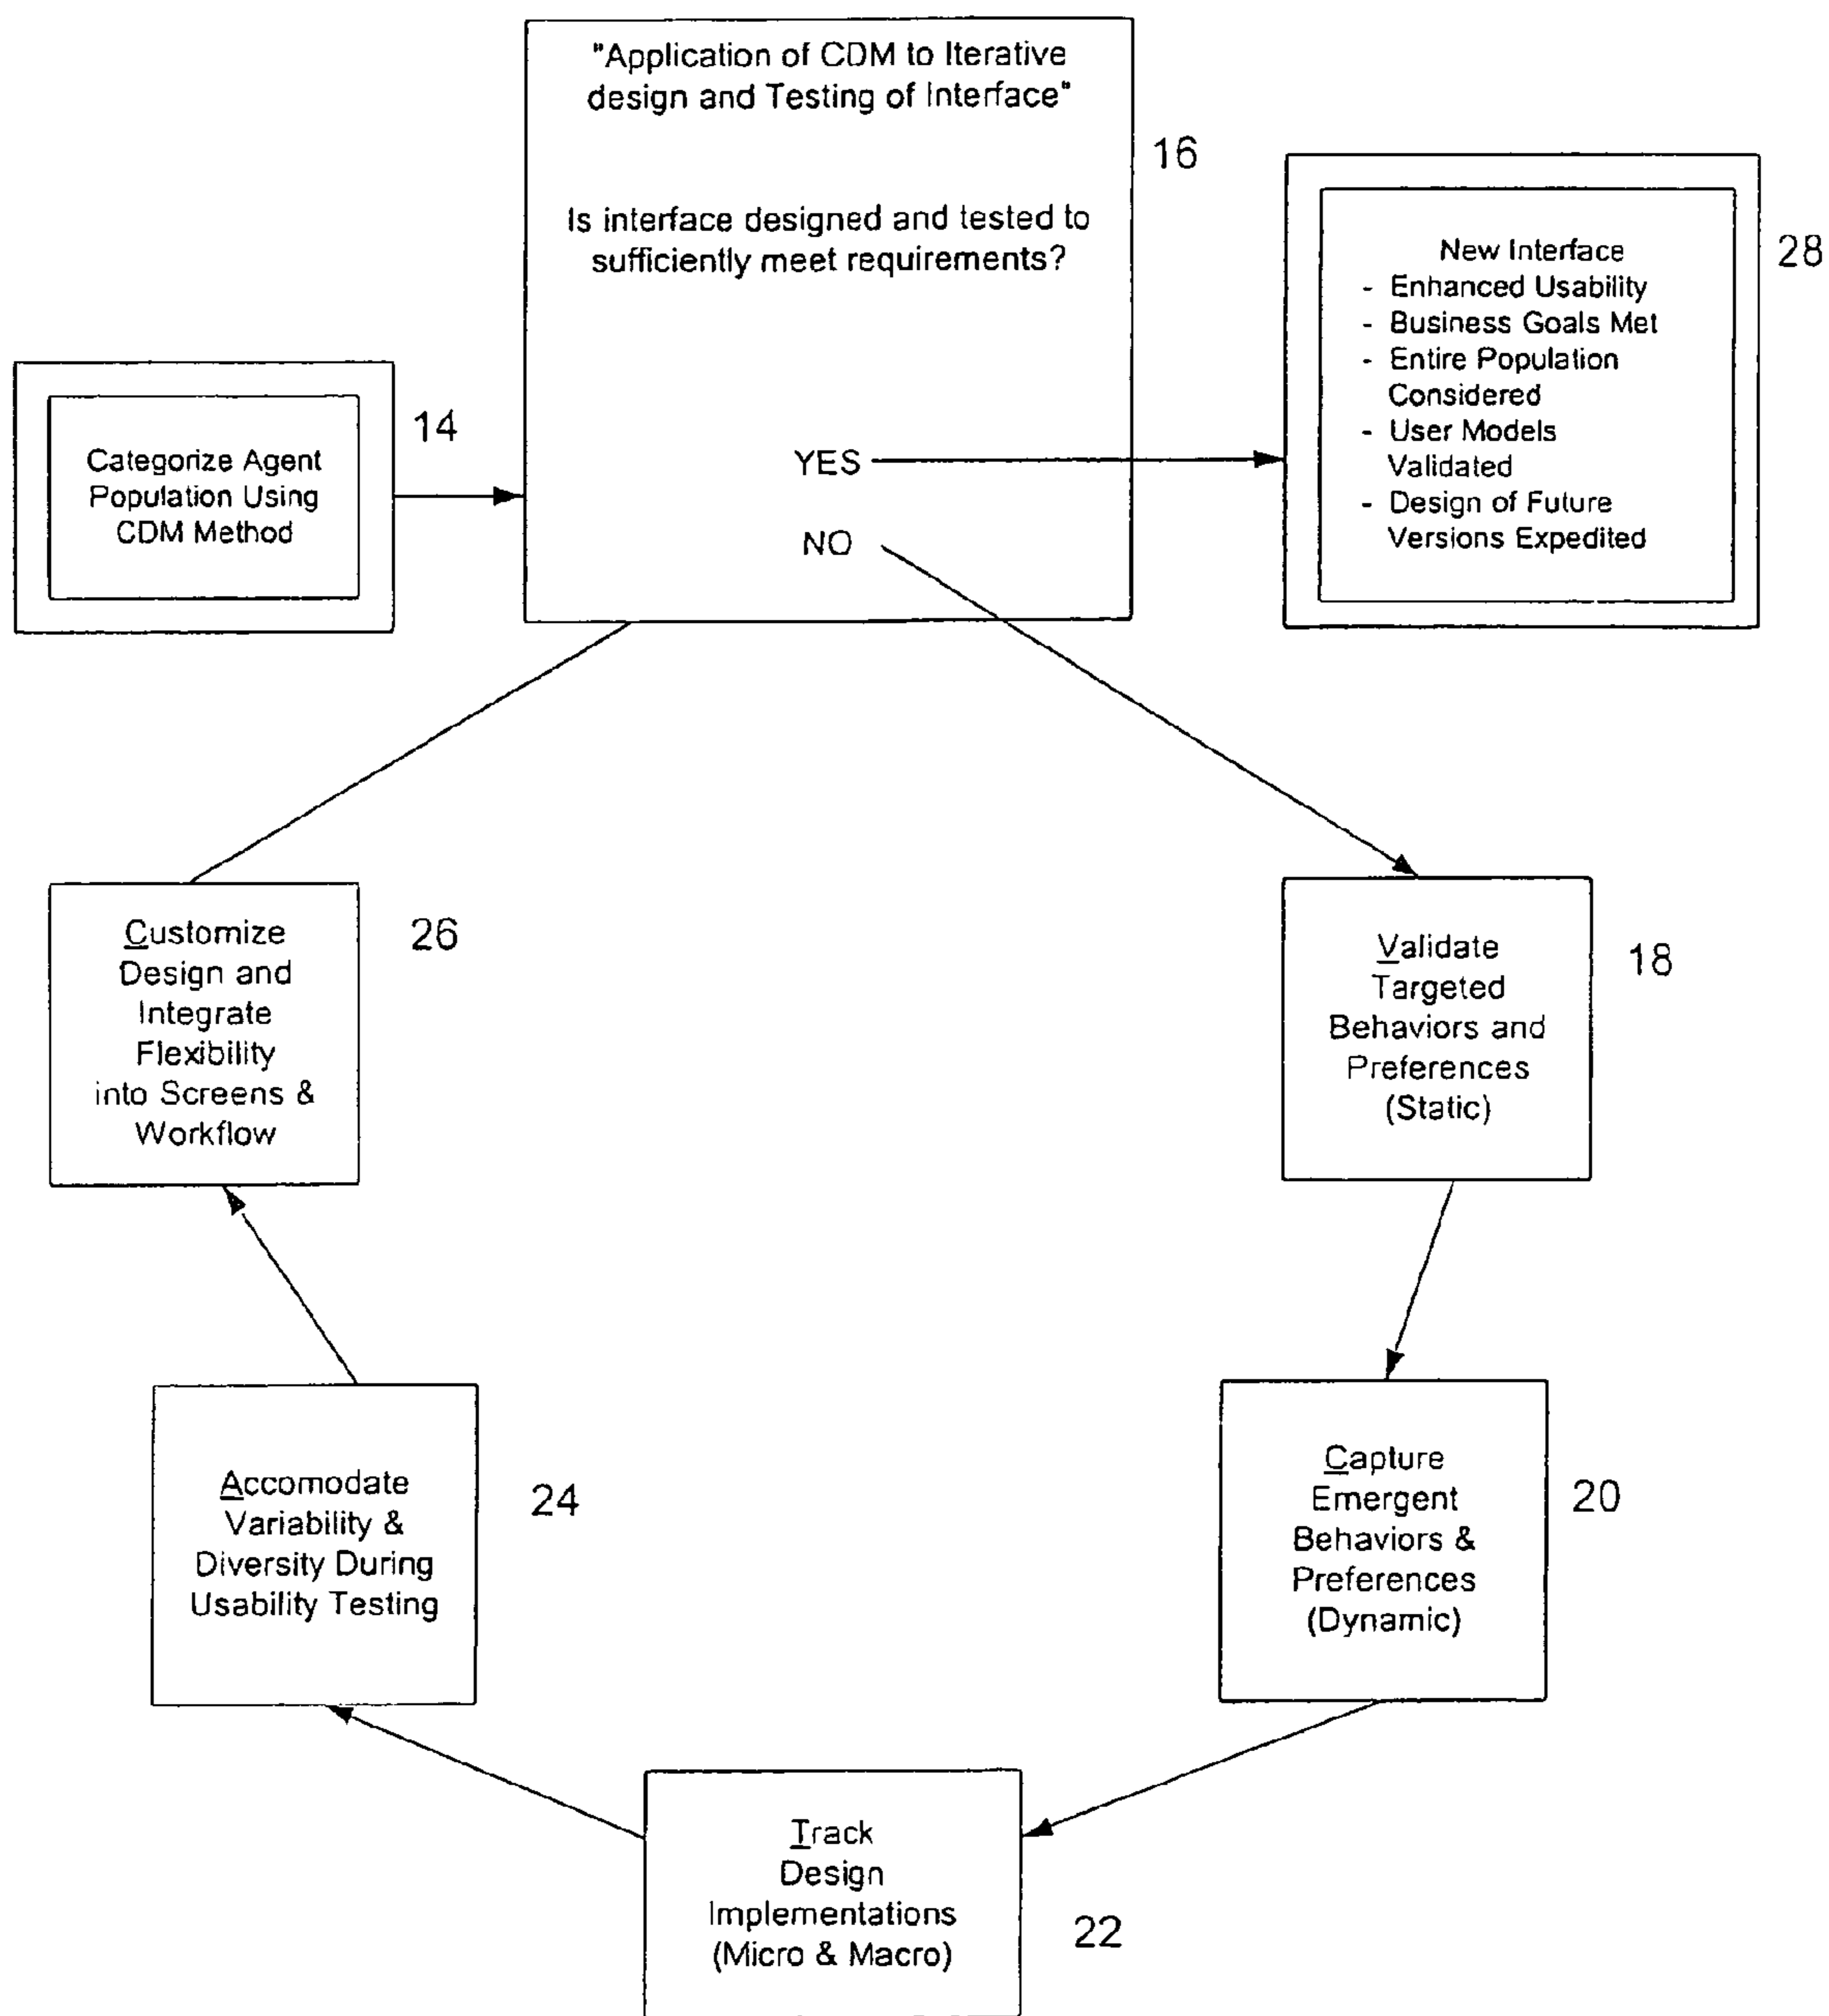 "Application of CDM to Iterative
design and Testing of Interface"
16
Is interface designed and tested to
sufficiently meet requirements?
YES
NO
New Interface
- Enhanced Usability
- Business Goals Met
- Entire Population
Considered
- User Models
Validated
- Design of Future
Versions Expedited
28
Categorize Agent
Population Using
CDM Method
14
Customize
Design and
Integrate
Flexibility
into Screens &
Workflow
26
Validate
Targeted
Behaviors and
Preferences
(Static)
18
Accomodate
Variability &
Diversity During
Usability Testing
24
Capture
Emergent
Behaviors &
Preferences
(Dynamic)
20
Track
Design
Implementations
(Micro & Macro)
22